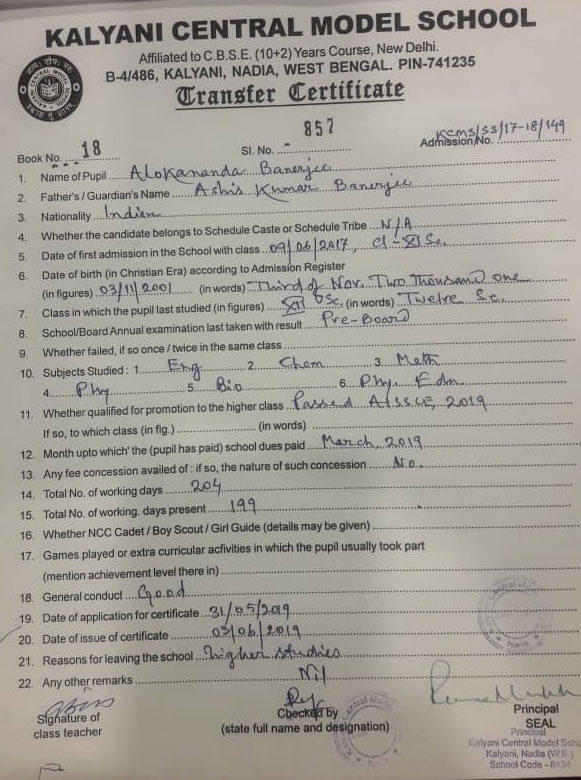 KALYANI CENTRAL MODEL SCHOOL
Affiliated to C.B.S.E. (10+2) Years Course, New Delhi.
B-4/486, KALYANI, NADIA, WEST BENGAL. PIN-741235
Transfer Certificate
Book No. 18 Sl. No. 857 Admission No. KCMS/SS/17-18/149
1. Name of Pupil Alokananda Banerjee
2. Father's / Guardian's Name Ashis Kumar Banerjee
3. Nationality Indian
4. Whether the candidate belongs to Schedule Caste or Schedule Tribe N/A
5. Date of first admission in the School with class 09/06/2017, Cl-XI Sc.
6. Date of birth (in Christian Era) according to Admission Register
(in figures) 03/11/2001 (in words) Third of Nov. Two Thousand one
7. Class in which the pupil last studied (in figures) XII Sc. (in words) Twelve Sc.
8. School/Board Annual examination last taken with result Pre-Board
9. Whether failed, if so once / twice in the same class
10. Subjects Studied : 1. Eng 2. Chem 3. Math
4. Phy 5. Bio 6. Phy. Edn
11. Whether qualified for promotion to the higher class Passed AISSCE, 2019
If so, to which class (in fig.) (in words)
12. Month upto which' the (pupil has paid) school dues paid March 2019
13. Any fee concession availed of : if so, the nature of such concession No.
14. Total No. of working days 204
15. Total No. of working. days present 199
16. Whether NCC Cadet / Boy Scout / Girl Guide (details may be given)
17. Games played or extra curricular acfivities in which the pupil usually took part
(mention achievement level there in)
18. General conduct Good
19. Date of application for certificate 31/05/2019
20. Date of issue of certificate 03/06/2019
21. Reasons for leaving the school Higher studies
22. Any other remarks Nil
Signature of
class teacher
Checked by
(state full name and designation)
Principal
SEAL
Principal
Kalyani Central Model
Kalyani, Nadia (W.B.)
School Code - 8434